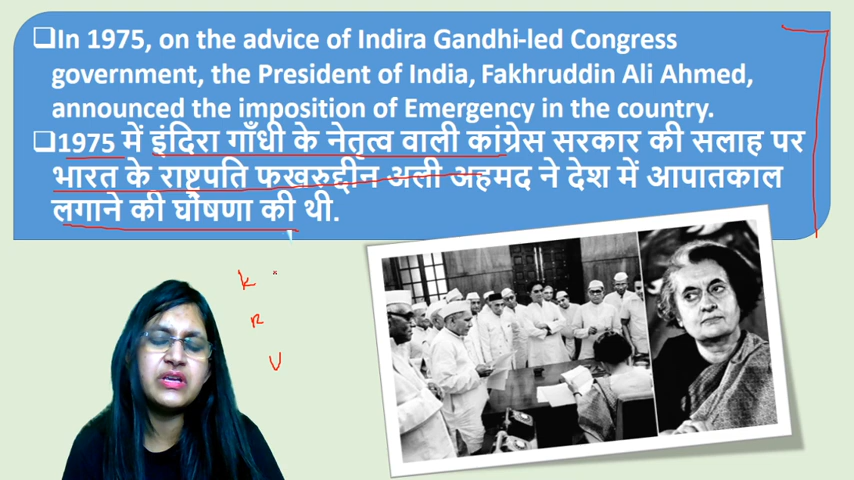 ❑In 1975, on the advice of Indira Gandhi-led Congress
government, the President of India, Fakhruddin Ali Ahmed,
announced the imposition of Emergency in the country.
❑1975 में इंदिरा गाँधी के नेतृत्व वाली कांग्रेस सरकार की सलाह पर
भारत के राष्ट्रपति फखरुद्दीन अली अहमद ने देश में आपातकाल
लगाने की घोषणा की थी.
K
R
U